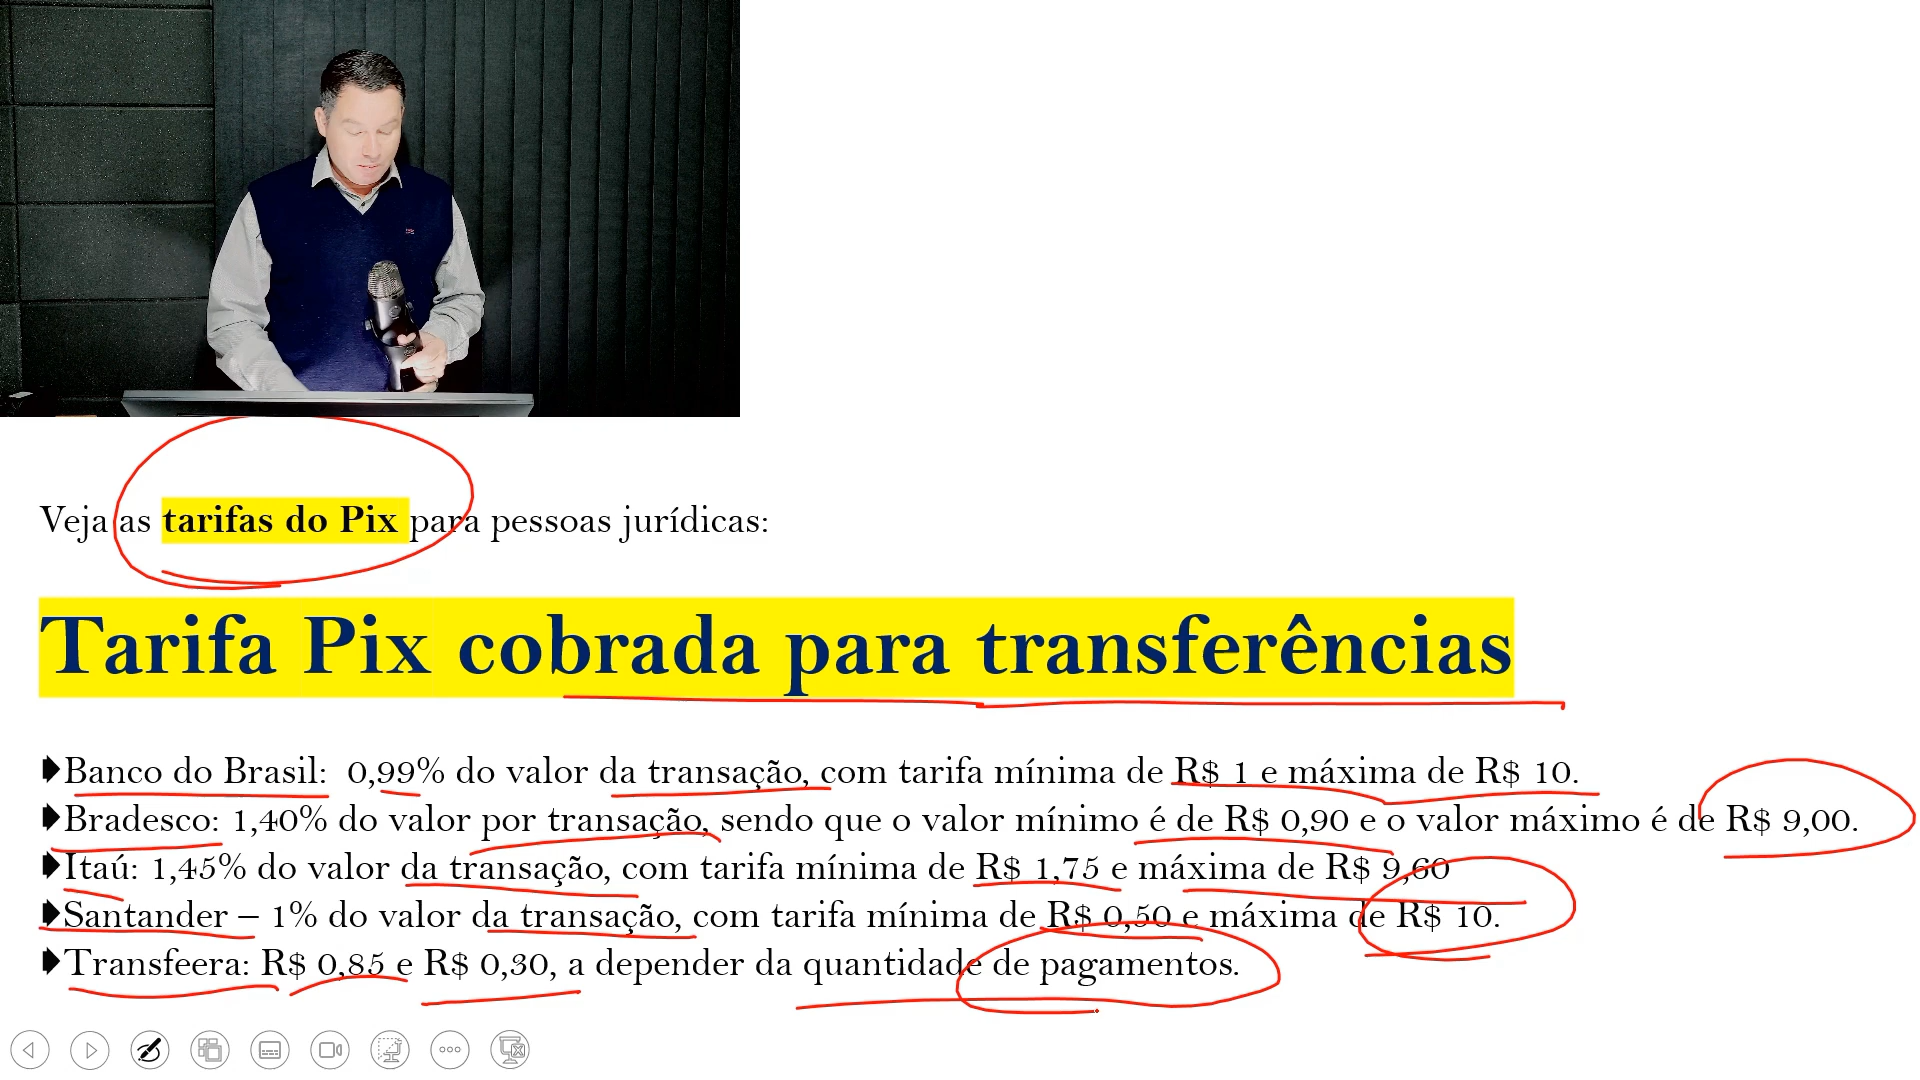 Veja as tarifas do Pix para pessoas jurídicas:
Tarifa Pix cobrada para transferências
Banco do Brasil: 0,99% do valor da transação, com tarifa mínima de R$ 1 e máxima de R$ 10.
Bradesco: 1,40% do valor por transação, sendo que o valor mínimo é de R$ 0,90 e o valor máximo é de R$ 9,00.
Itaú: 1,45% do valor da transação, com tarifa mínima de R$ 1,75 e máxima de R$ 9,60
Santander – 1% do valor da transação, com tarifa mínima de R$ 0,50 e máxima de R$ 10.
Transfeera: R$ 0,85 e R$ 0,30, a depender da quantidade de pagamentos.